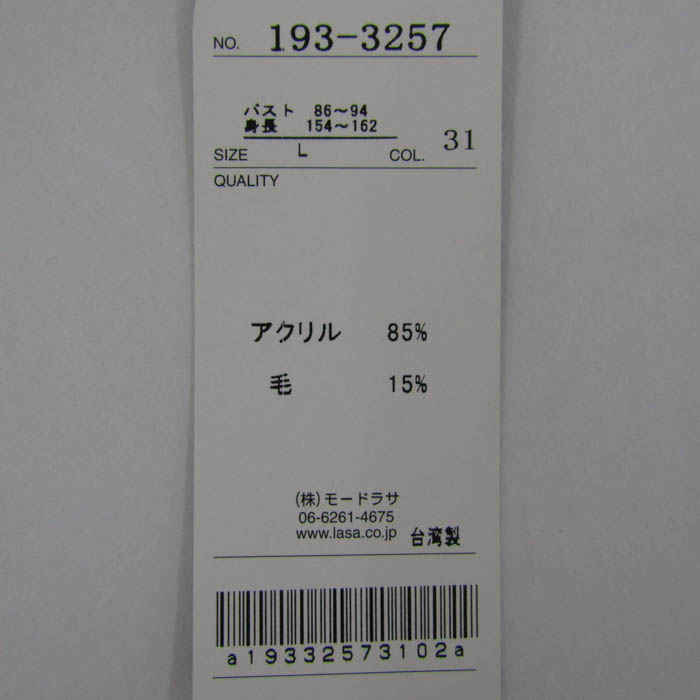 NO. 193-3257
バスト 86～94
身長 154～162
SIZE L COL. 31
QUALITY
アクリル 85%
毛 15%
(株)モードラサ
06-6261-4675
www.lasa.co.jp 台湾製
a19332573102a